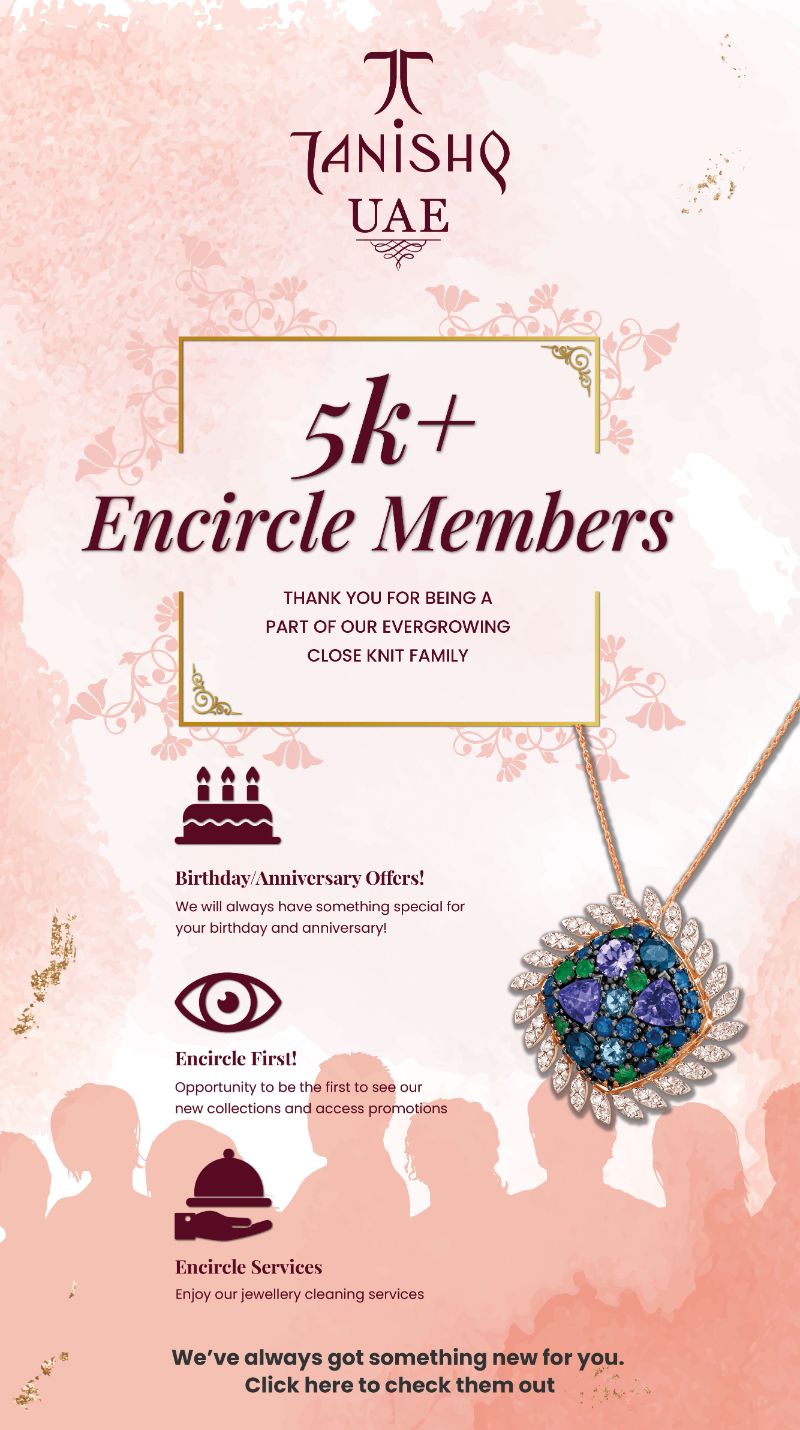 TANISHQ
UAE
5k+
Encircle Members
THANK YOU FOR BEING A
PART OF OUR EVERGROWING
CLOSE KNIT FAMILY
Birthday/Anniversary Offers!
We will always have something special for
your birthday and anniversary!
Encircle First!
Opportunity to be the first to see our
new collections and access promotions
Encircle Services
Enjoy our jewellery cleaning services
We've always got something new for you.
Click here to check them out